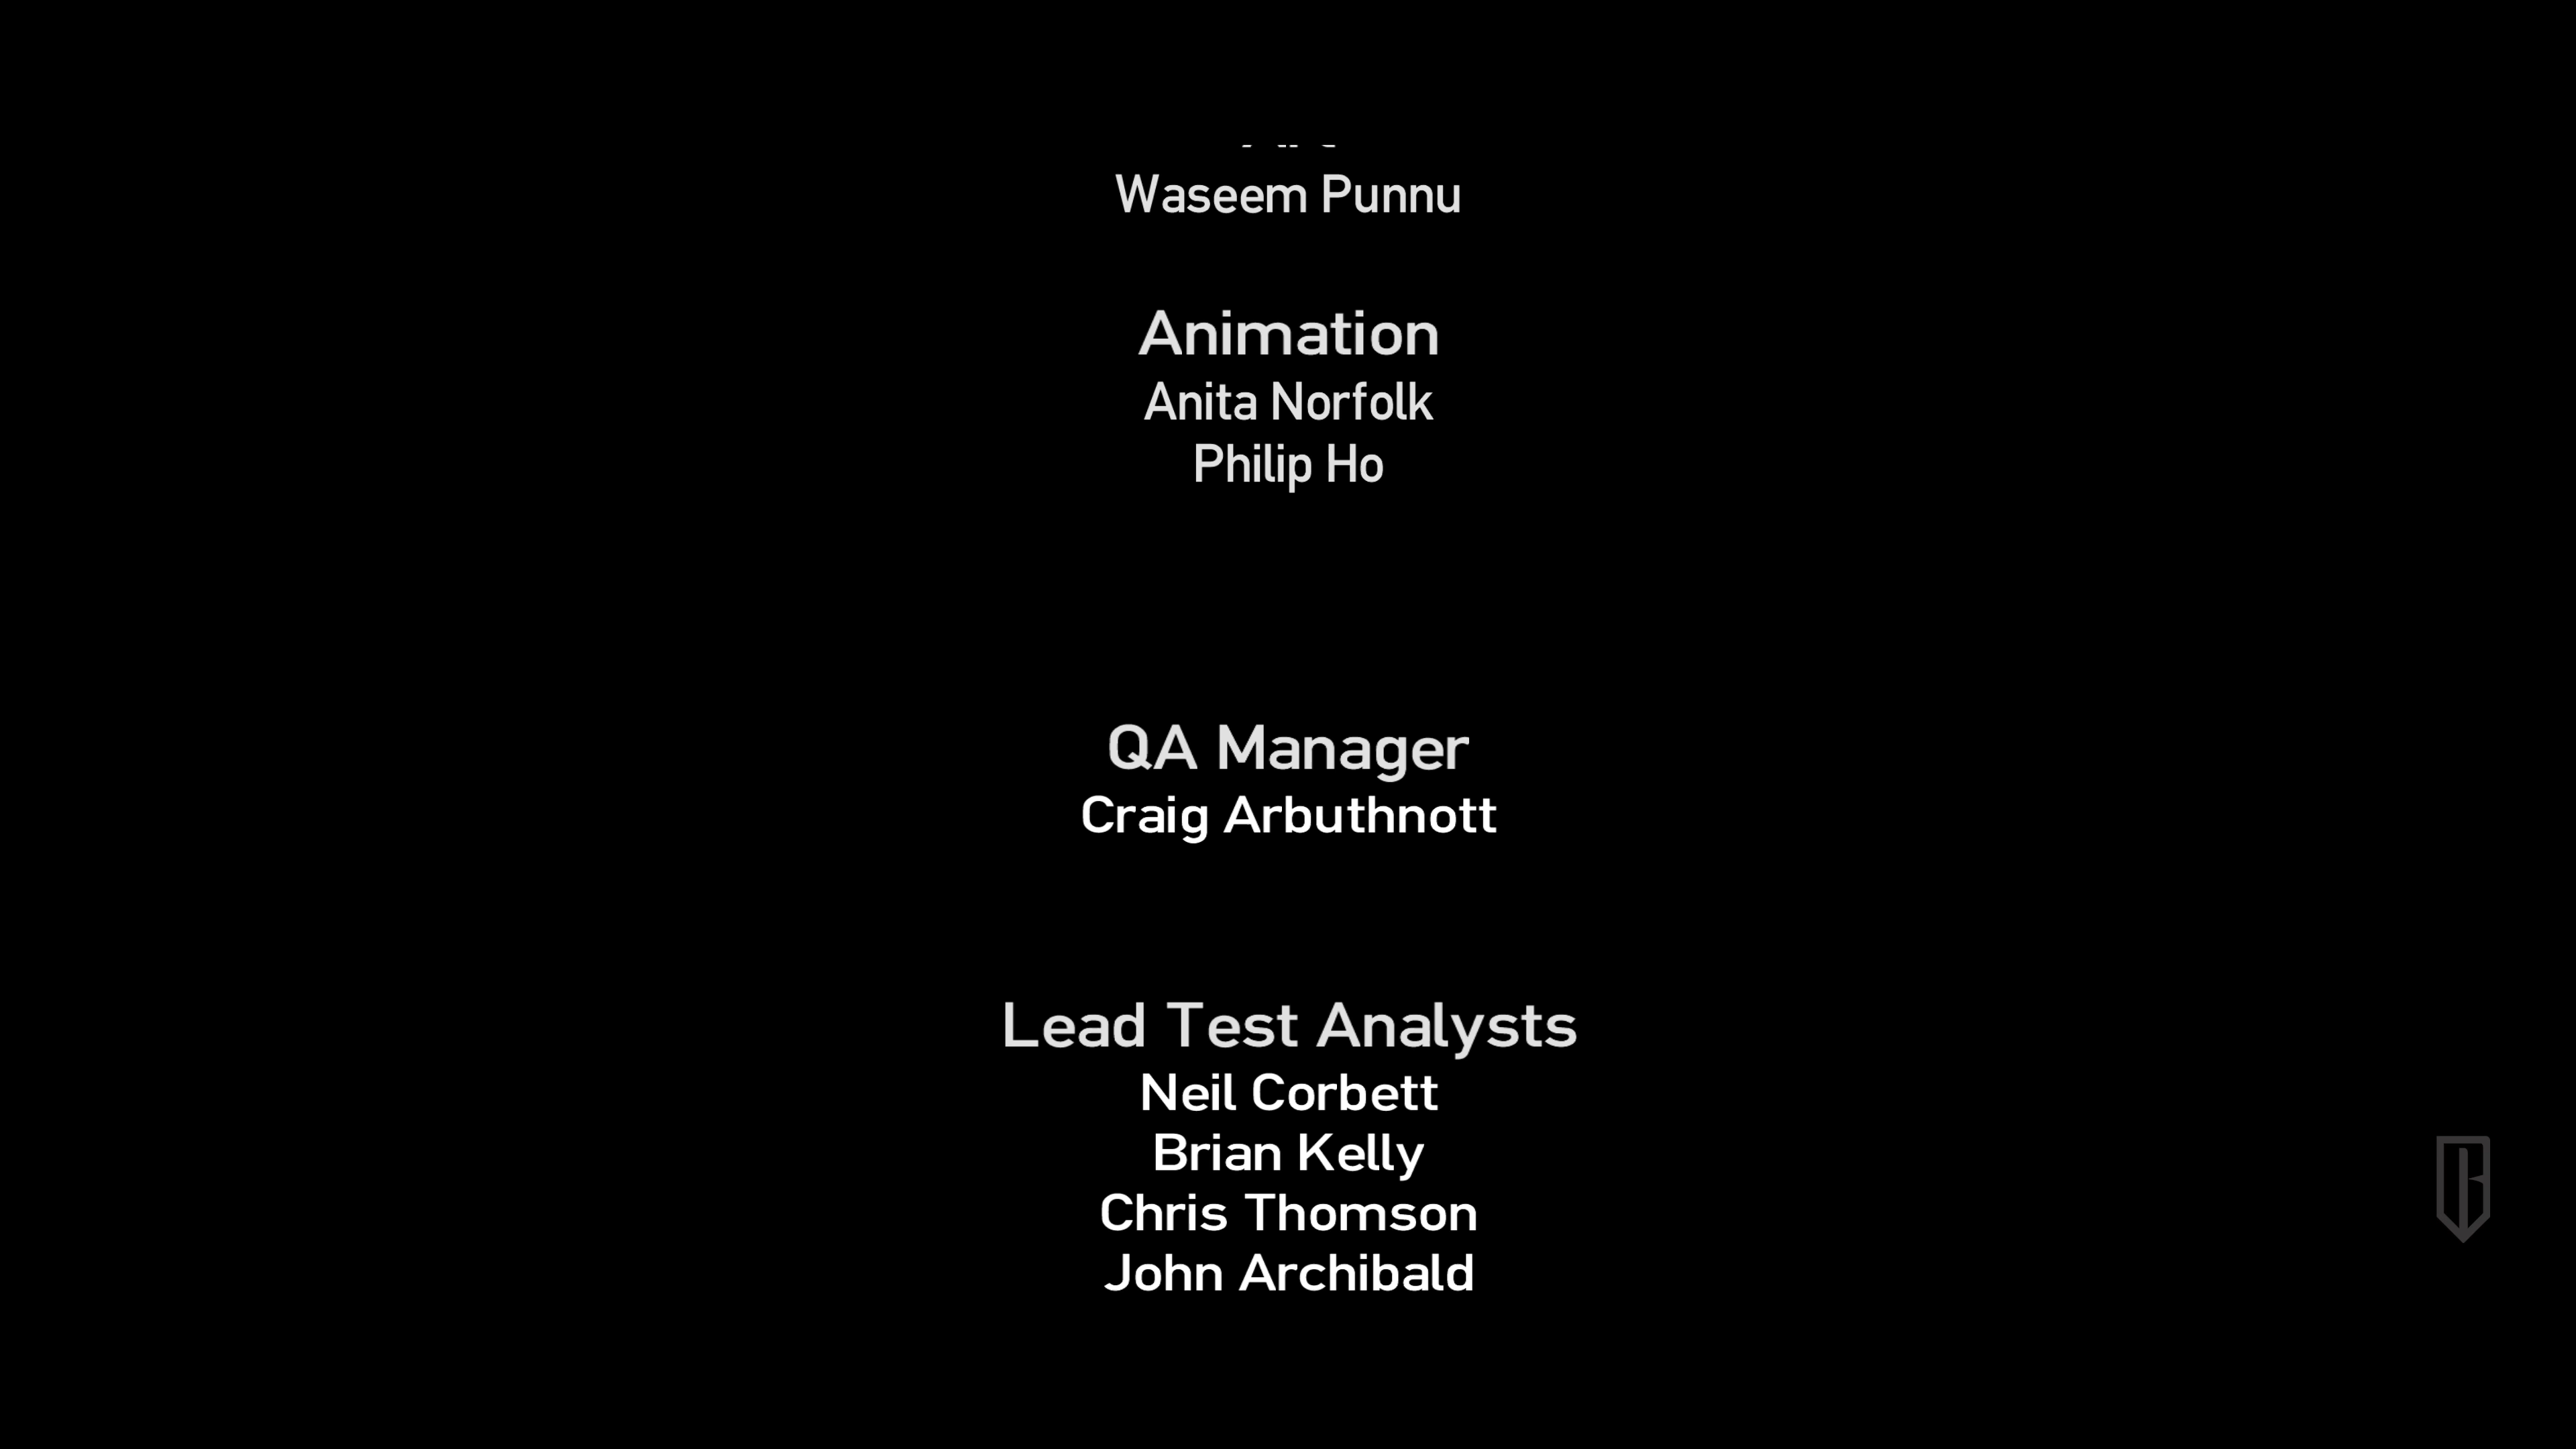 Waseem Punnu
Animation
Anita Norfolk
Philip Ho
QA Manager
Craig Arbuthnott
Lead Test Analysts
Neil Corbett
Brian Kelly
Chris Thomson
John Archibald